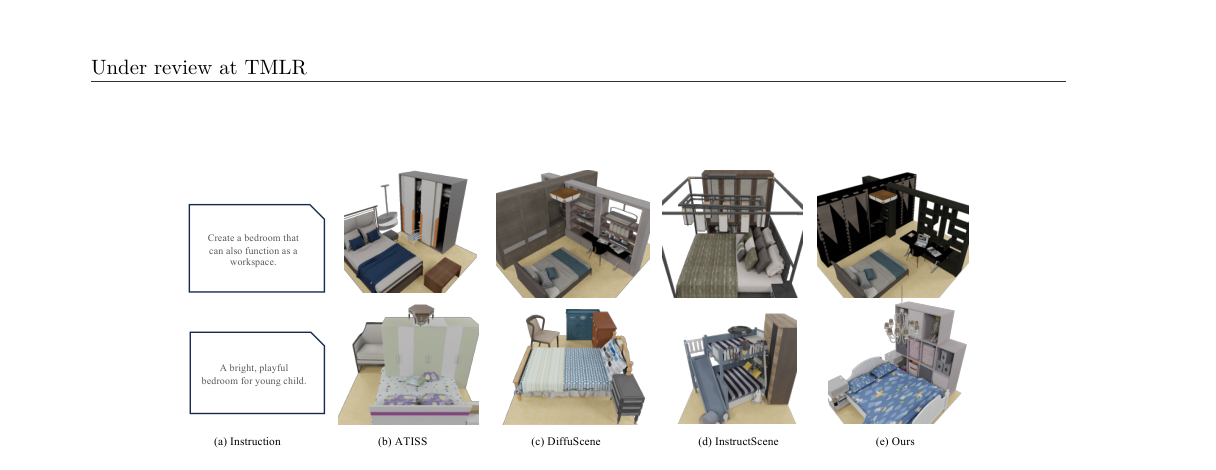 Under review at TMLR
Create a bedroom that
can also function as a
workspace.
A bright, playful
bedroom for young child.
(a) Instruction
(b) ATISS
(c) DiffuScene
(d) InstructScene
(e) Ours